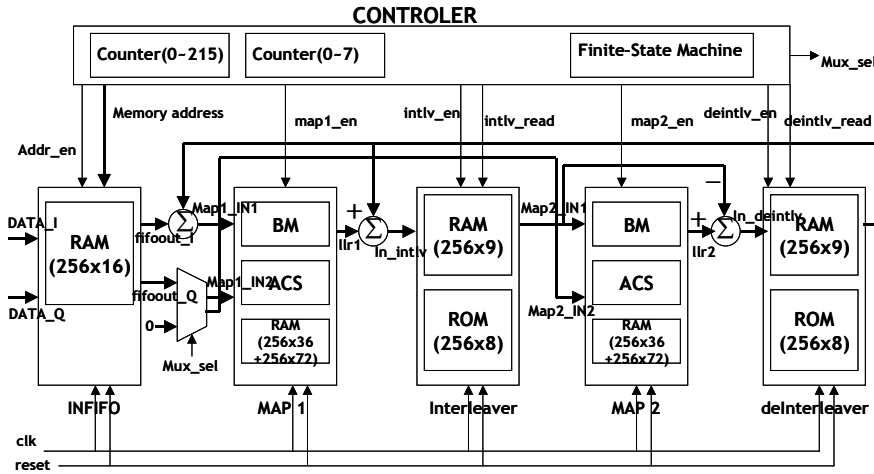 CONTROLER
Counter(0~215)
Counter(0~7)
Finite-State Machine
Mux_sel
Memory address
Addr_en
map1_en
intlv_en
intlv_read
map2_en
deintlv_en
deintlv_read
DATA_I
RAM
(256x16)
fifoout_I
Σ
Map1_IN1
BM
+
llr1
Σ
In_intlv
RAM
(256x9)
Map2_IN1
BM
+
−
llr2
Σ
In_deintlv
RAM
(256x9)
DATA_Q
fifoout_Q
0
Map1_IN2
ACS
Map2_IN2
ACS
Mux_sel
RAM
(256x36
+256x72)
ROM
(256x8)
RAM
(256x36
+256x72)
ROM
(256x8)
INFIFO
MAP 1
Interleaver
MAP 2
deInterleaver
clk
reset